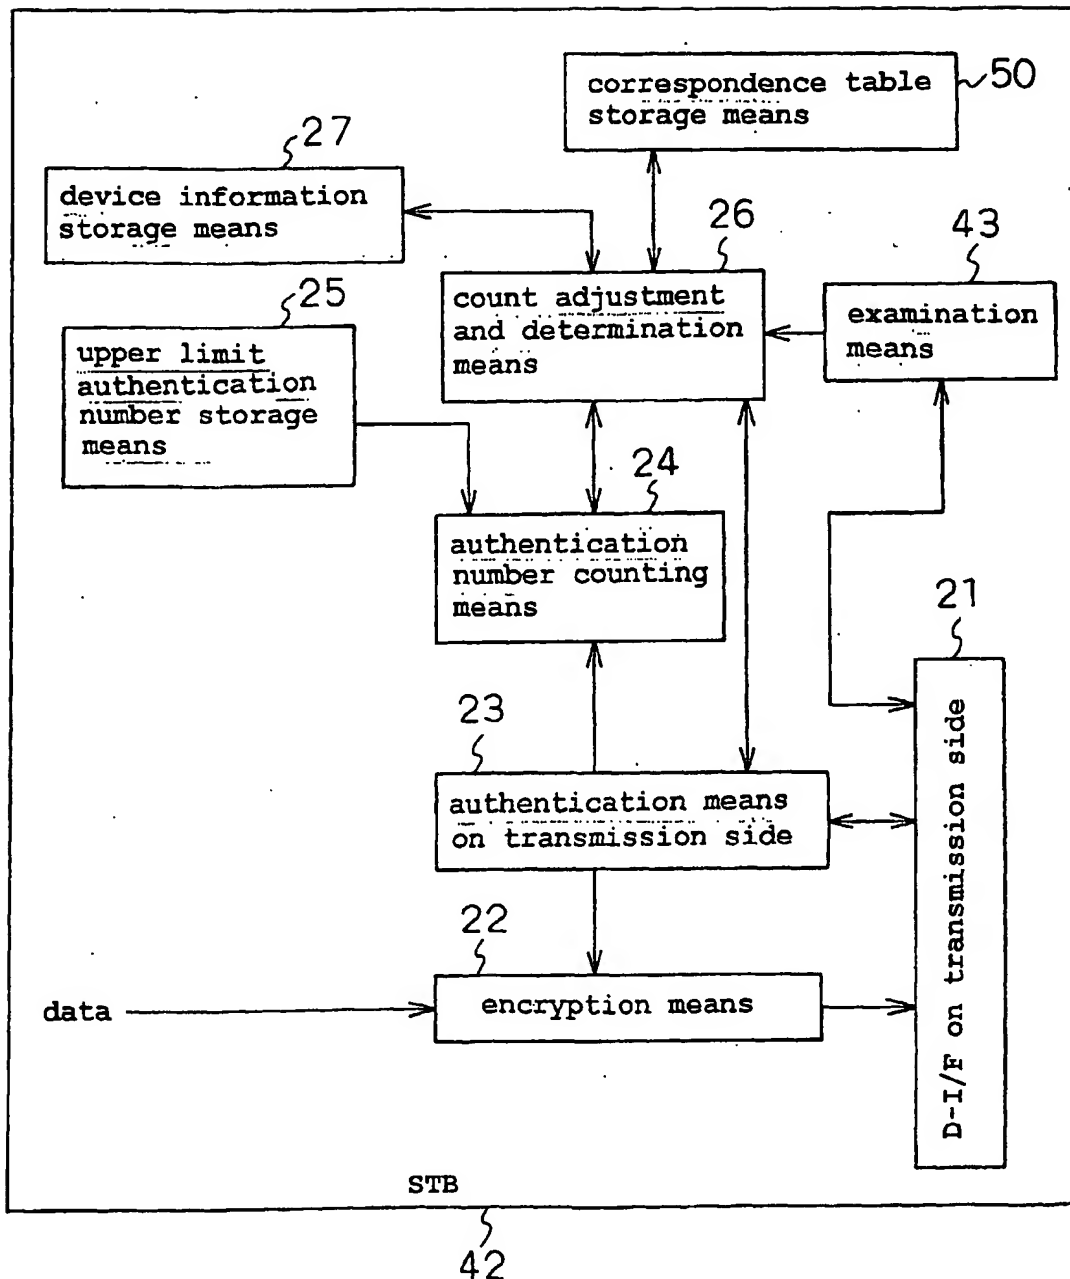 correspondence table
storage means
50
27
device information
storage means
26
43
count adjustment
and determination
means
examination
means
25
upper limit
authentication
number storage
means
24
authentication
number counting
means
21
D-I/F on transmission side
23
authentication means
on transmission side
22
encryption means
data
STB
42